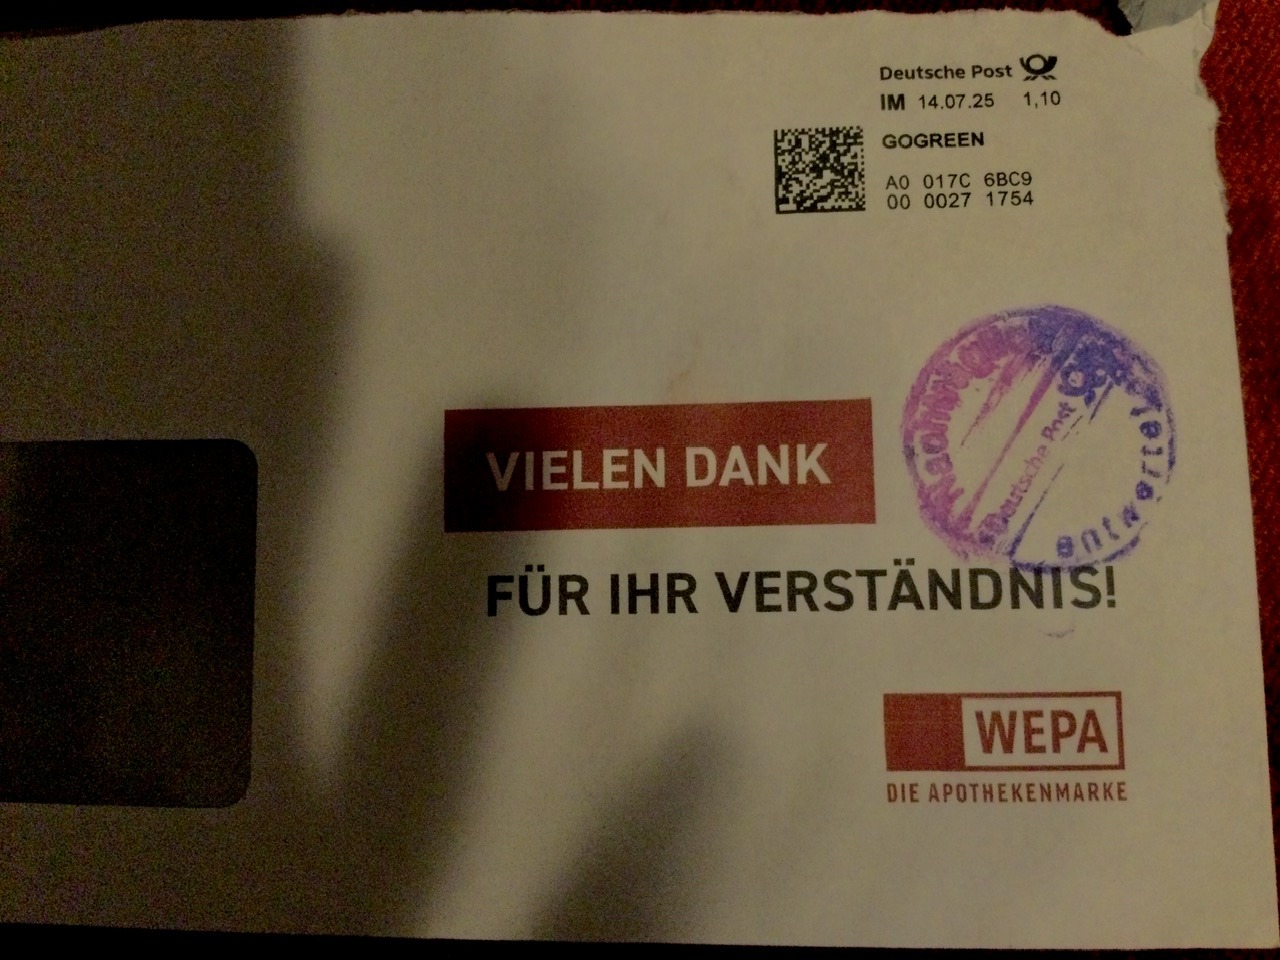 Deutsche Post
IM 14.07.25 1,10
GOGREEN
A0 017C 6BC9
00 0027 1754
Nachträglich
Deutsche Post
entwertet
VIELEN DANK
FÜR IHR VERSTÄNDNIS!
WEPA
DIE APOTHEKENMARKE